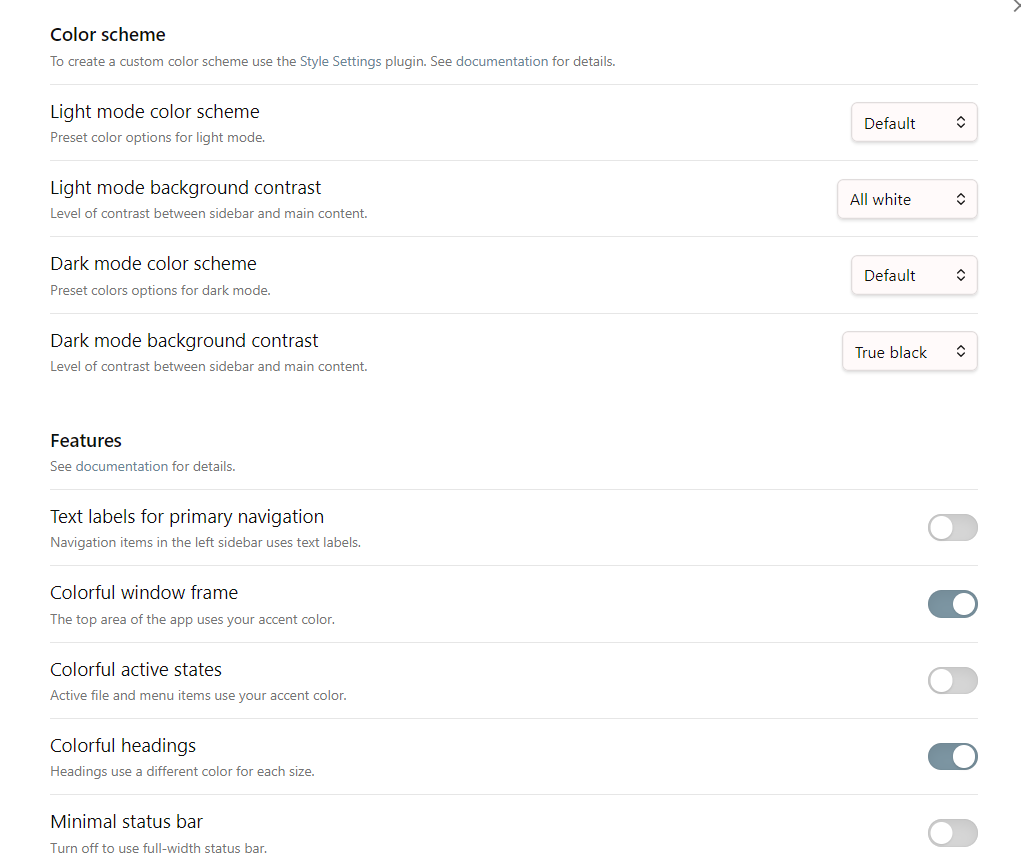 Color scheme
To create a custom color scheme use the Style Settings plugin. See documentation for details.
Light mode color scheme
Preset color options for light mode.
Default
Light mode background contrast
Level of contrast between sidebar and main content.
All white
Dark mode color scheme
Preset colors options for dark mode.
Default
Dark mode background contrast
Level of contrast between sidebar and main content.
True black
Features
See documentation for details.
Text labels for primary navigation
Navigation items in the left sidebar uses text labels.
Colorful window frame
The top area of the app uses your accent color.
Colorful active states
Active file and menu items use your accent color.
Colorful headings
Headings use a different color for each size.
Minimal status bar
Turn off to use full-width status bar.